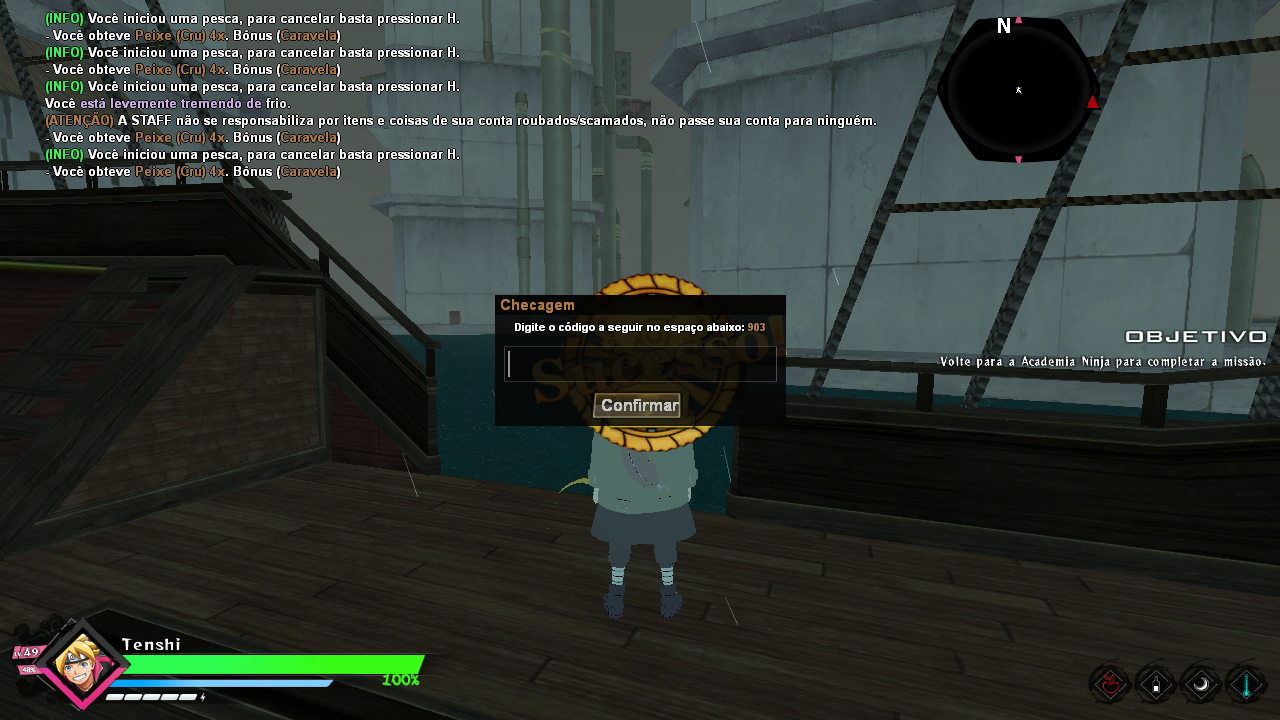 (INFO) Você iniciou uma pesca, para cancelar basta pressionar H.
- Você obteve Peixe (Cru) 4x. Bônus (Caravela)
(INFO) Você iniciou uma pesca, para cancelar basta pressionar H.
- Você obteve Peixe (Cru) 4x. Bônus (Caravela)
(INFO) Você iniciou uma pesca, para cancelar basta pressionar H.
Você está levemente tremendo de frio.
(ATENÇÃO) A STAFF não se responsabiliza por itens e coisas de sua conta roubados/scamados, não passe sua conta para ninguém.
- Você obteve Peixe (Cru) 4x. Bônus (Caravela)
(INFO) Você iniciou uma pesca, para cancelar basta pressionar H.
- Você obteve Peixe (Cru) 4x. Bônus (Caravela)
N
Checagem
Digite o código a seguir no espaço abaixo: 903
Sucesso!
Confirmar
OBJETIVO
Volte para a Academia Ninja para completar a missão.
Tenshi
Lv.49
48%
100%